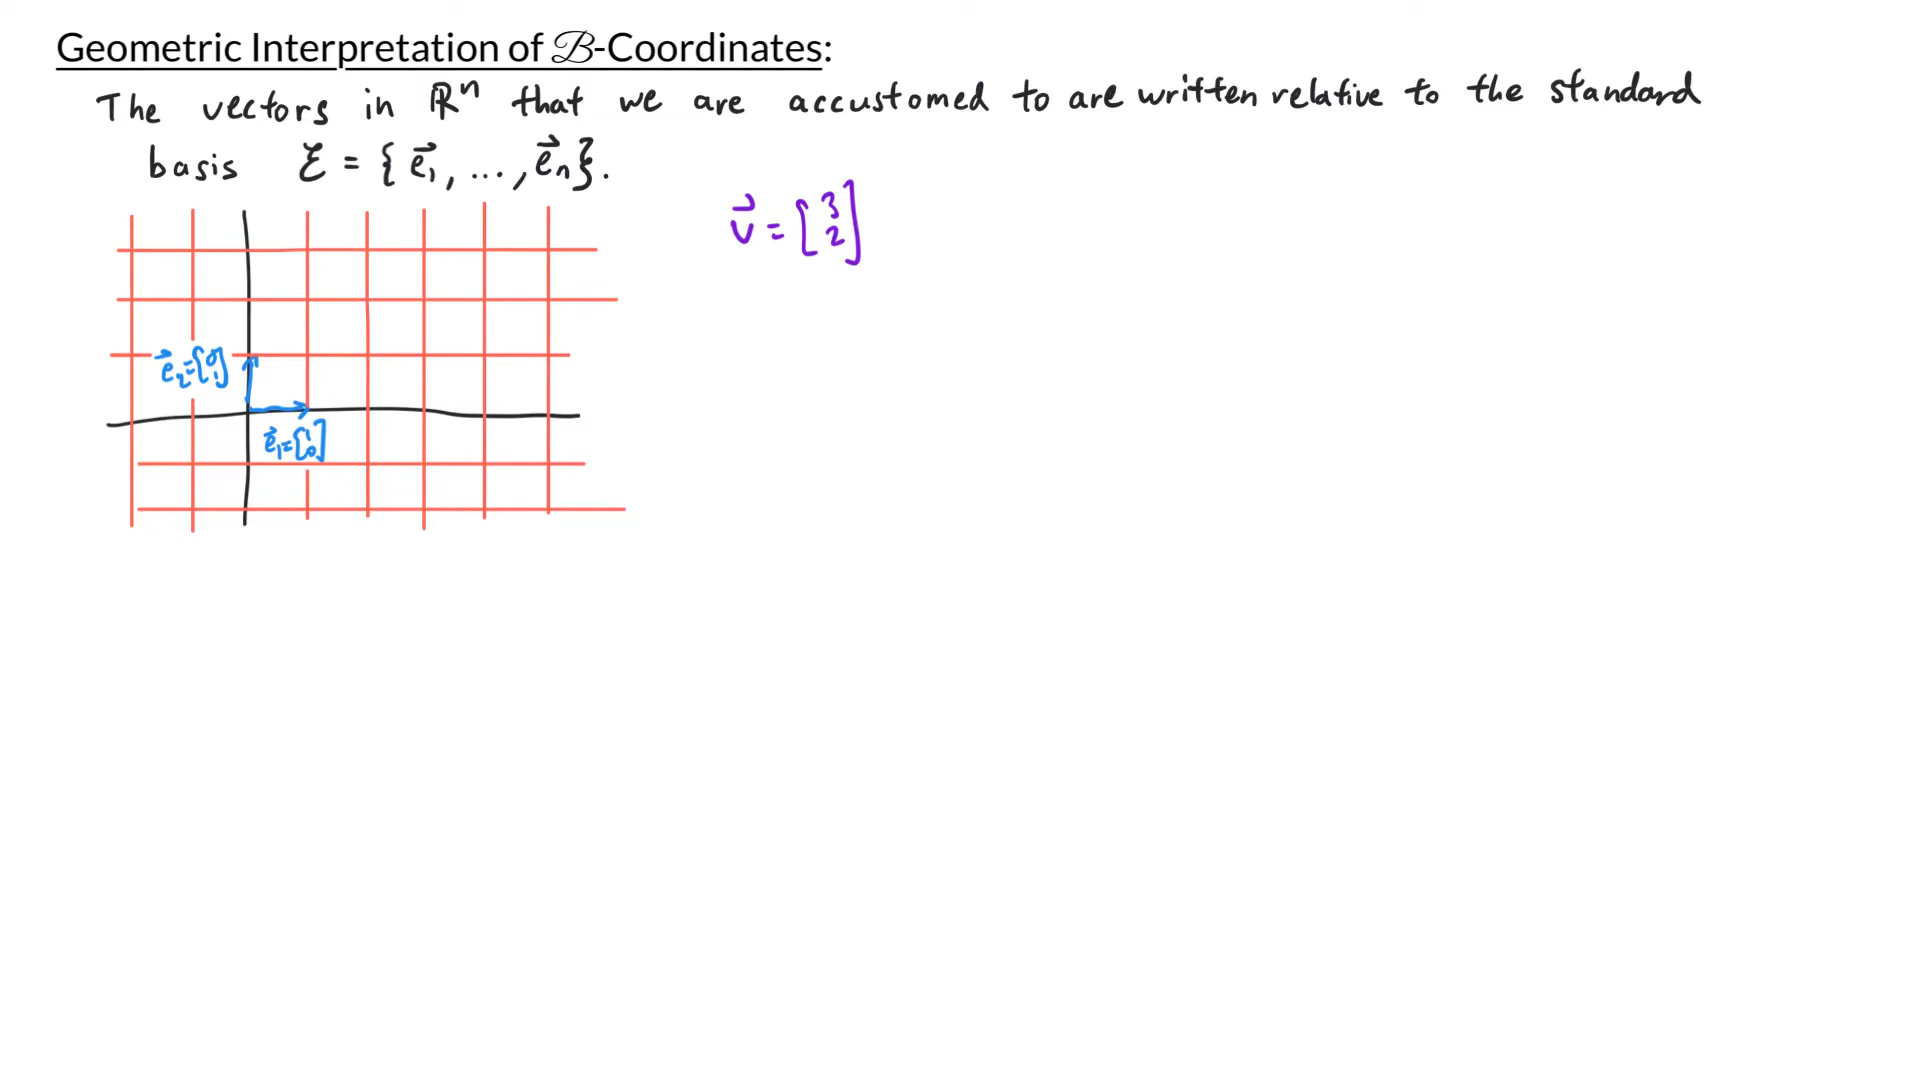 Geometric Interpretation of ℬ-Coordinates:
The vectors in ℝⁿ that we are accustomed to are written relative to the standard
basis ℰ = {e⃗₁, ..., e⃗ₙ}.
v⃗ = [3 2]
e⃗₂ = [0 1]
e⃗₁ = [1 0]